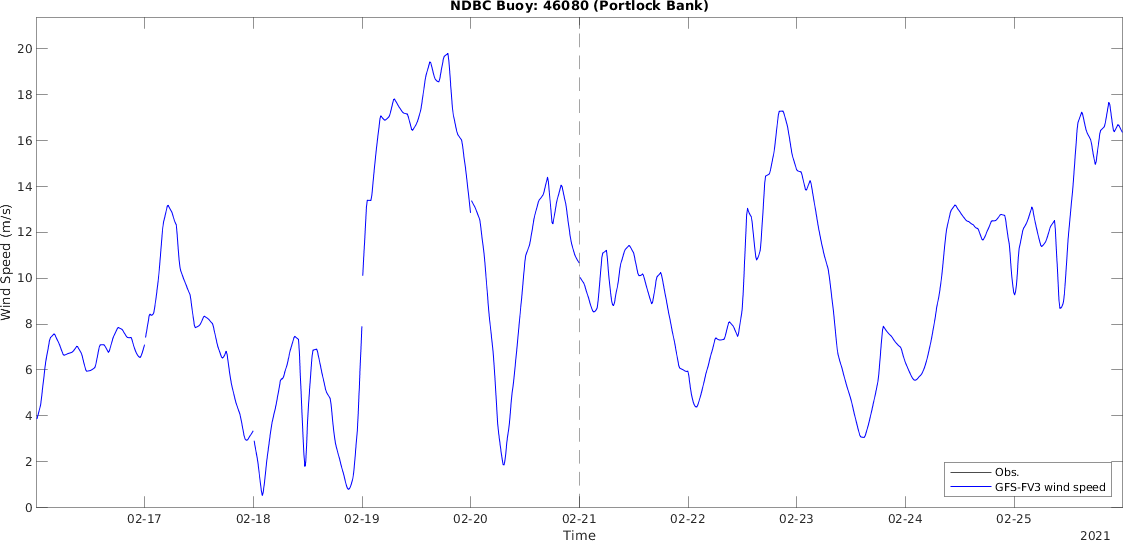 NDBC Buoy: 46080 (Portlock Bank)
20
18
16
14
12
10
8
6
4
2
0
Wind Speed (m/s)
02-17 02-18 02-19 02-20 02-21 02-22 02-23 02-24 02-25
Time
2021
Obs.
GFS-FV3 wind speed